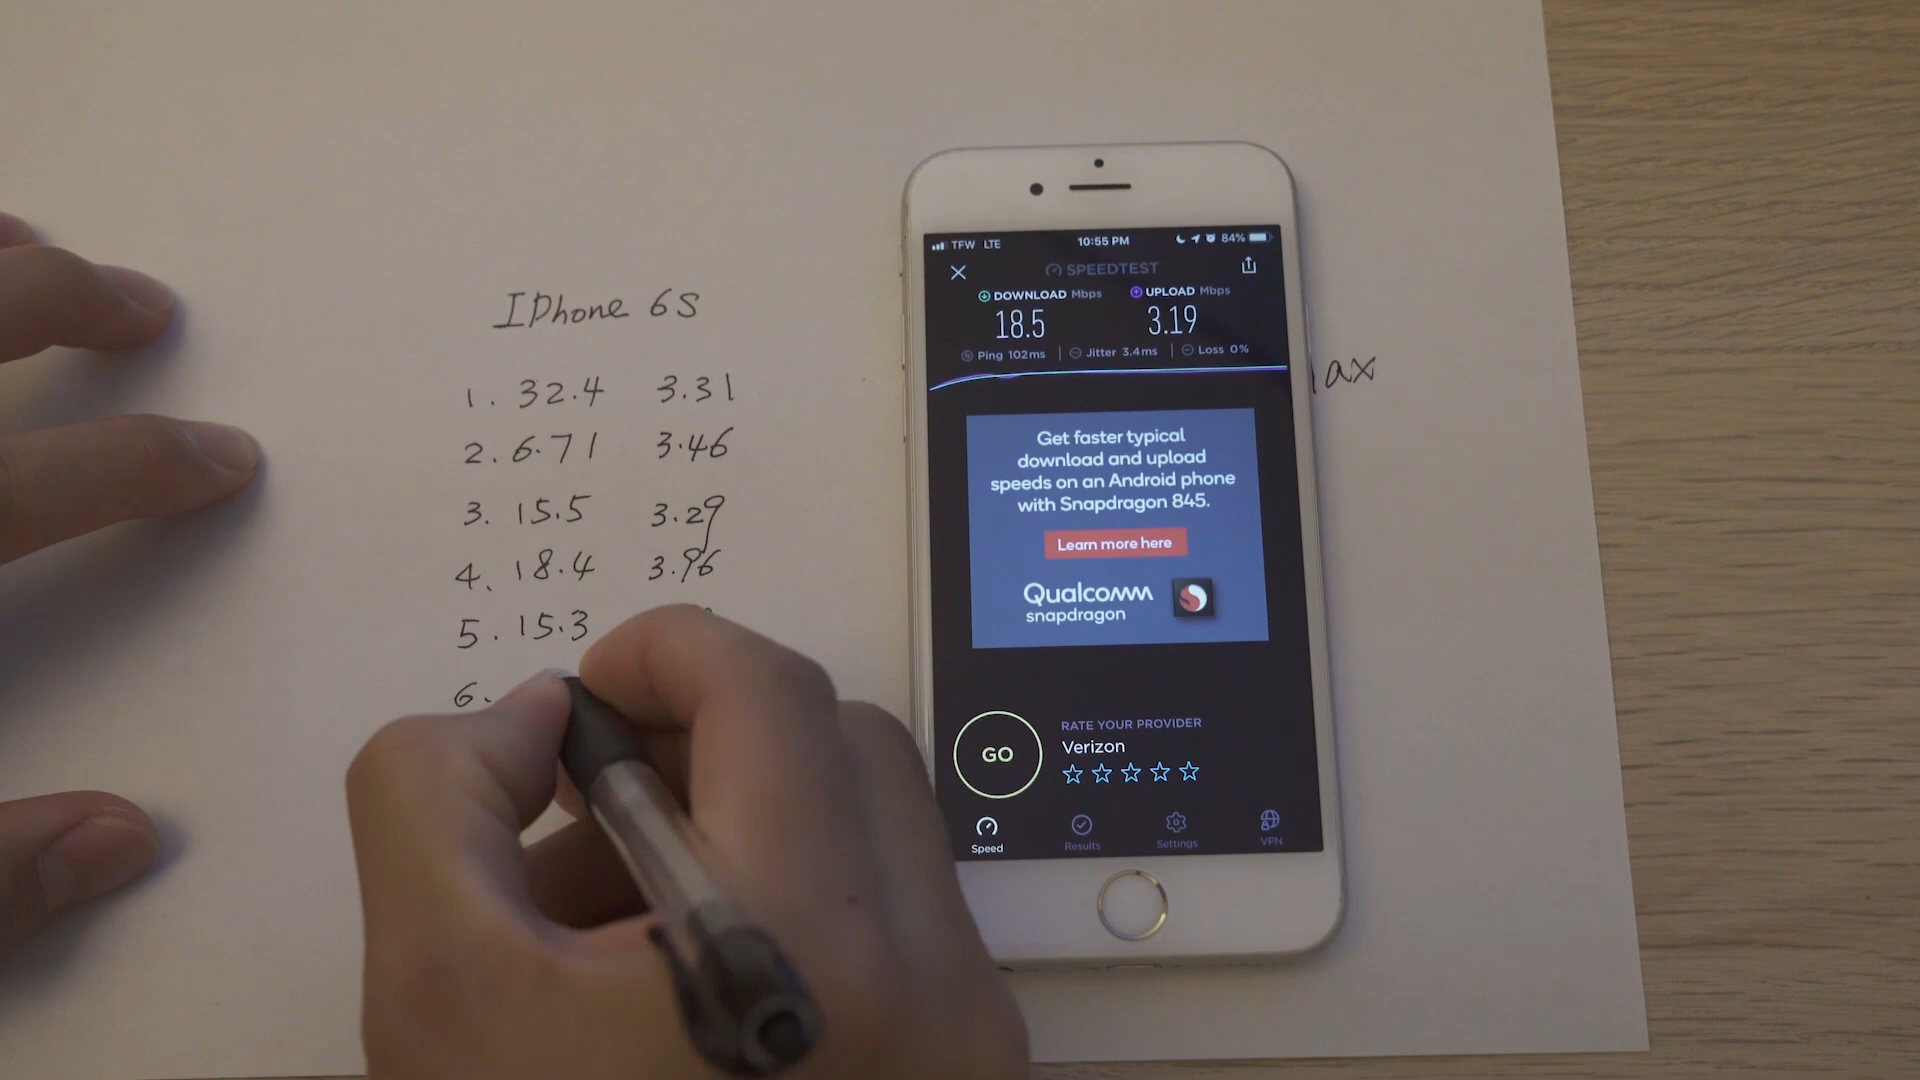 IPhone 6S
1. 32.4 3.31
2. 6.71 3.46
3. 15.5 3.29
4. 18.4 3.96
5. 15.3
6.
ax
TFW LTE 10:55 PM 84%
SPEEDTEST
DOWNLOAD Mbps UPLOAD Mbps
18.5 3.19
Ping 102ms Jitter 3.4ms Loss 0%
Get faster typical
download and upload
speeds on an Android phone
with Snapdragon 845.
Learn more here
Qualcomm
snapdragon
GO
RATE YOUR PROVIDER
Verizon
Speed Results Settings VPN